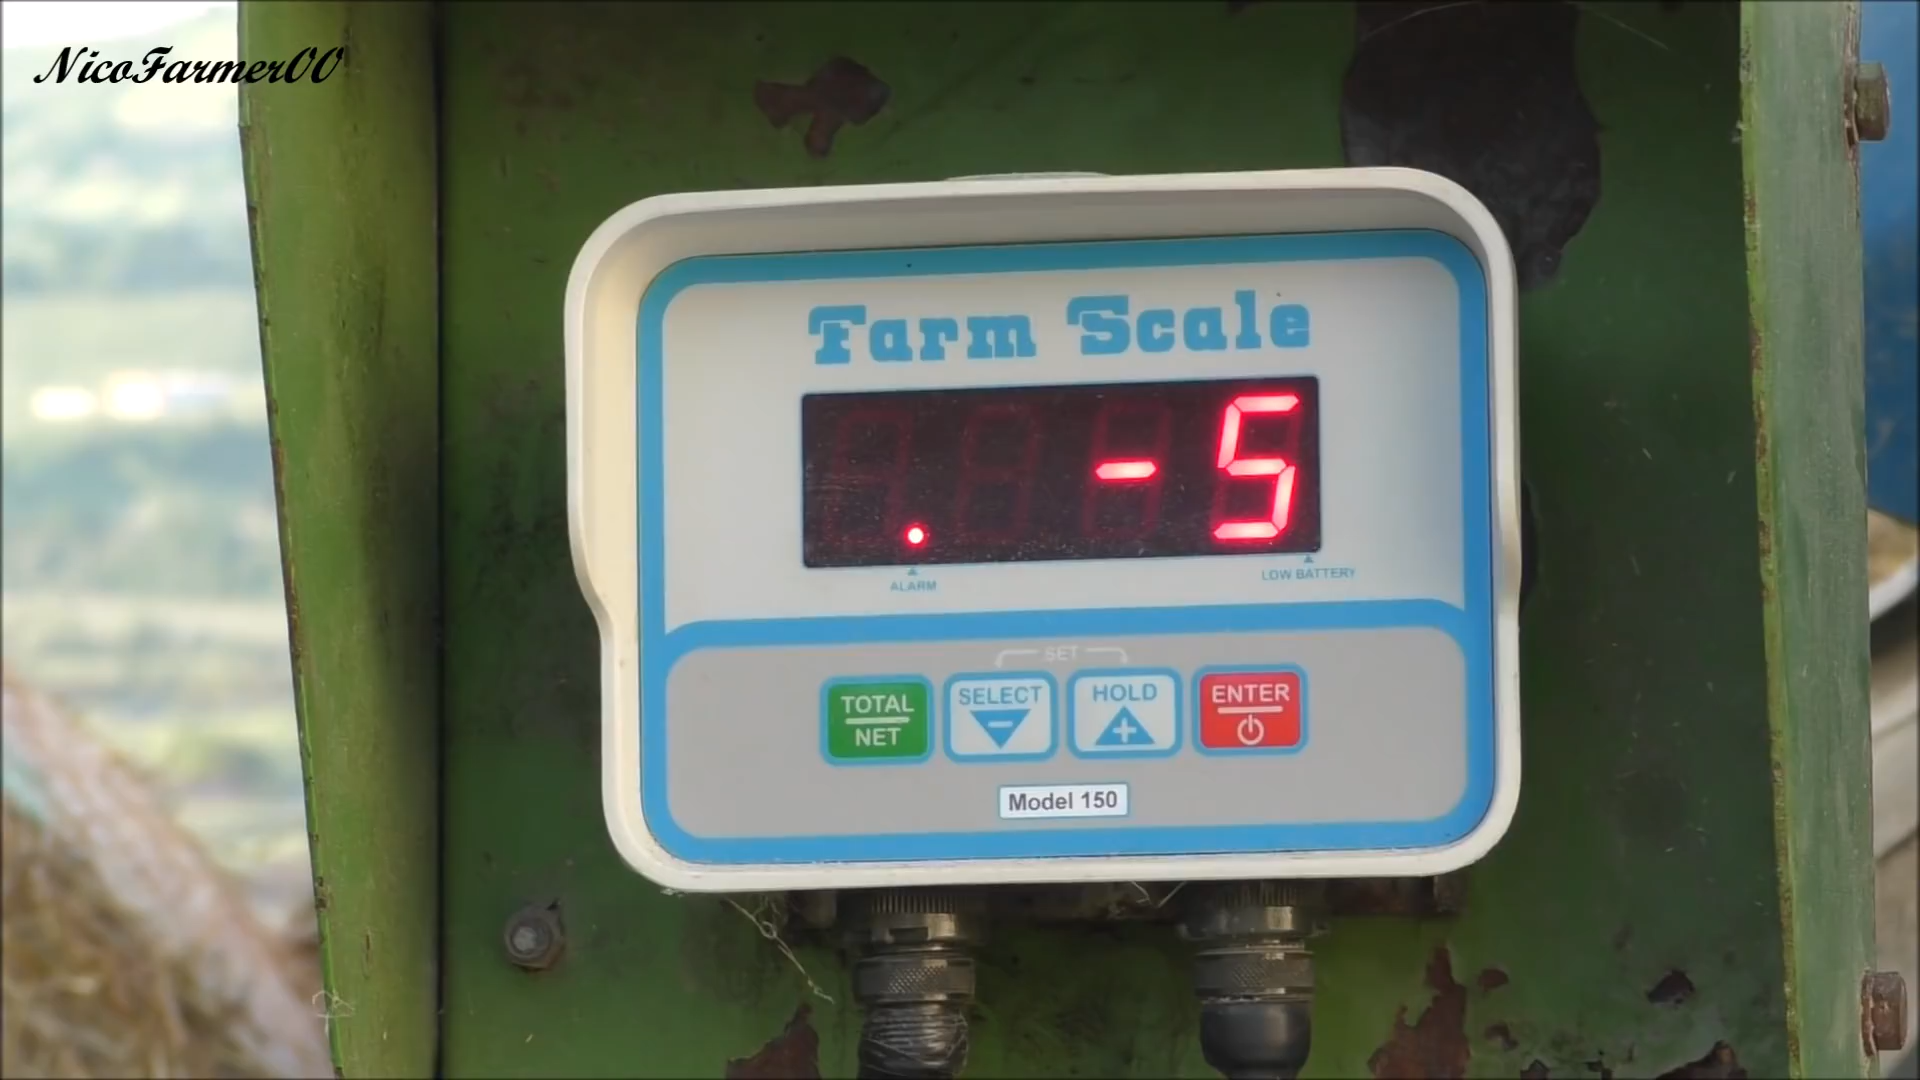 NicoFarmer00
Farm Scale
. -5
ALARM
LOW BATTERY
SET
TOTAL
NET
SELECT
-
HOLD
+
ENTER
Model 150